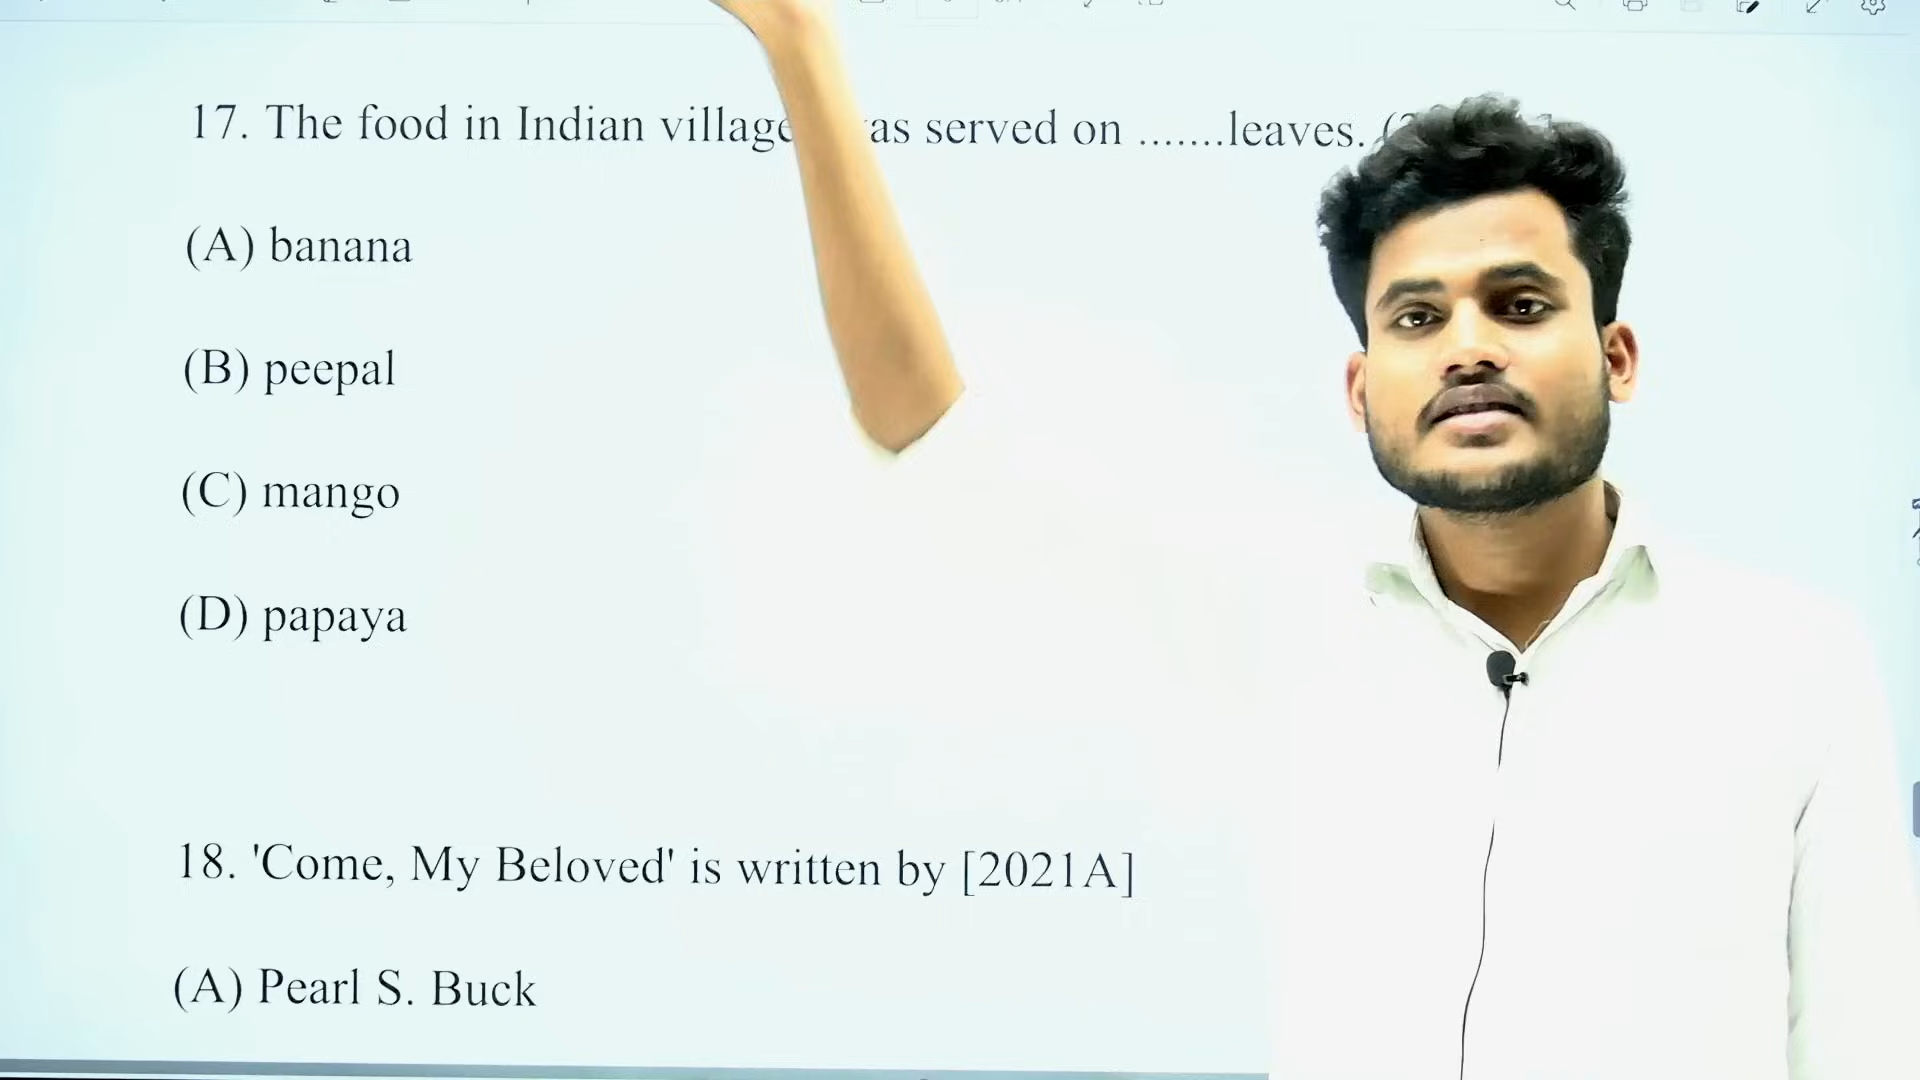 17. The food in Indian village as served on .......leaves.
(A) banana
(B) peepal
(C) mango
(D) papaya
18. 'Come, My Beloved' is written by [2021A]
(A) Pearl S. Buck